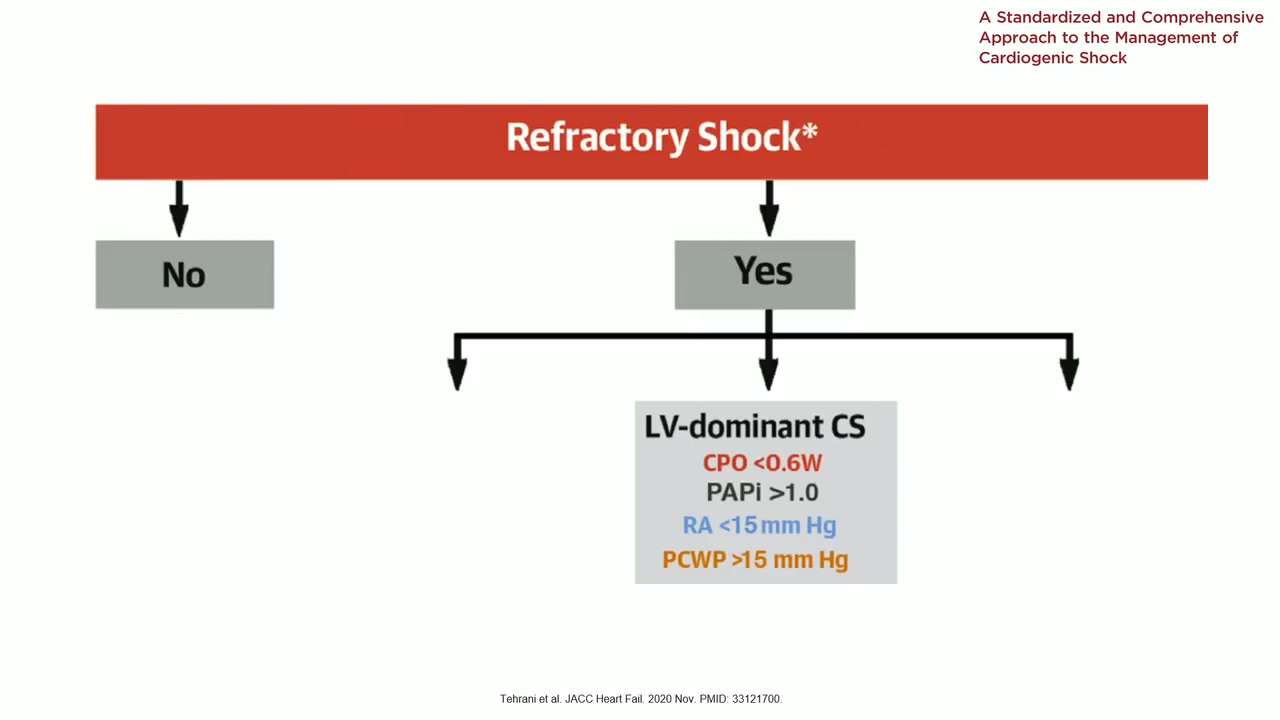 A Standardized and Comprehensive
Approach to the Management of
Cardiogenic Shock
Refractory Shock*
No
Yes
LV-dominant CS
CPO <0.6W
PAPi >1.0
RA <15 mm Hg
PCWP >15 mm Hg
Tehrani et al. JACC Heart Fail. 2020 Nov. PMID: 33121700.